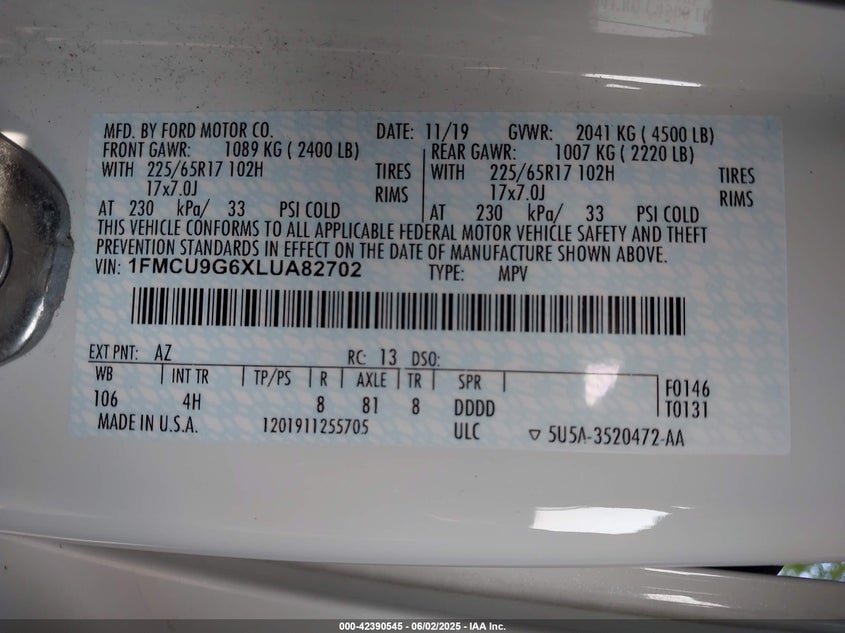 MFD. BY FORD MOTOR CO. DATE: 11/19 GVWR: 2041 KG ( 4500 LB)
FRONT GAWR: 1089 KG ( 2400 LB) REAR GAWR: 1007 KG ( 2220 LB)
WITH 225/65R17 102H TIRES WITH 225/65R17 102H TIRES
17x7.0J RIMS 17x7.0J RIMS
AT 230 kPa/ 33 PSI COLD AT 230 kPa/ 33 PSI COLD
THIS VEHICLE CONFORMS TO ALL APPLICABLE FEDERAL MOTOR VEHICLE SAFETY AND THEFT
PREVENTION STANDARDS IN EFFECT ON THE DATE OF MANUFACTURE SHOWN ABOVE.
VIN: 1FMCU9G6XLUA82702 TYPE: MPV
EXT PNT: AZ RC: 13 DSO:
WB INT TR TP/PS R AXLE TR SPR F0146
106 4H 8 81 8 DDDD T0131
MADE IN U.S.A. 1201911255705 ULC ▽ 5U5A-3520472-AA
000-42390545 - 06/02/2025 - IAA Inc.